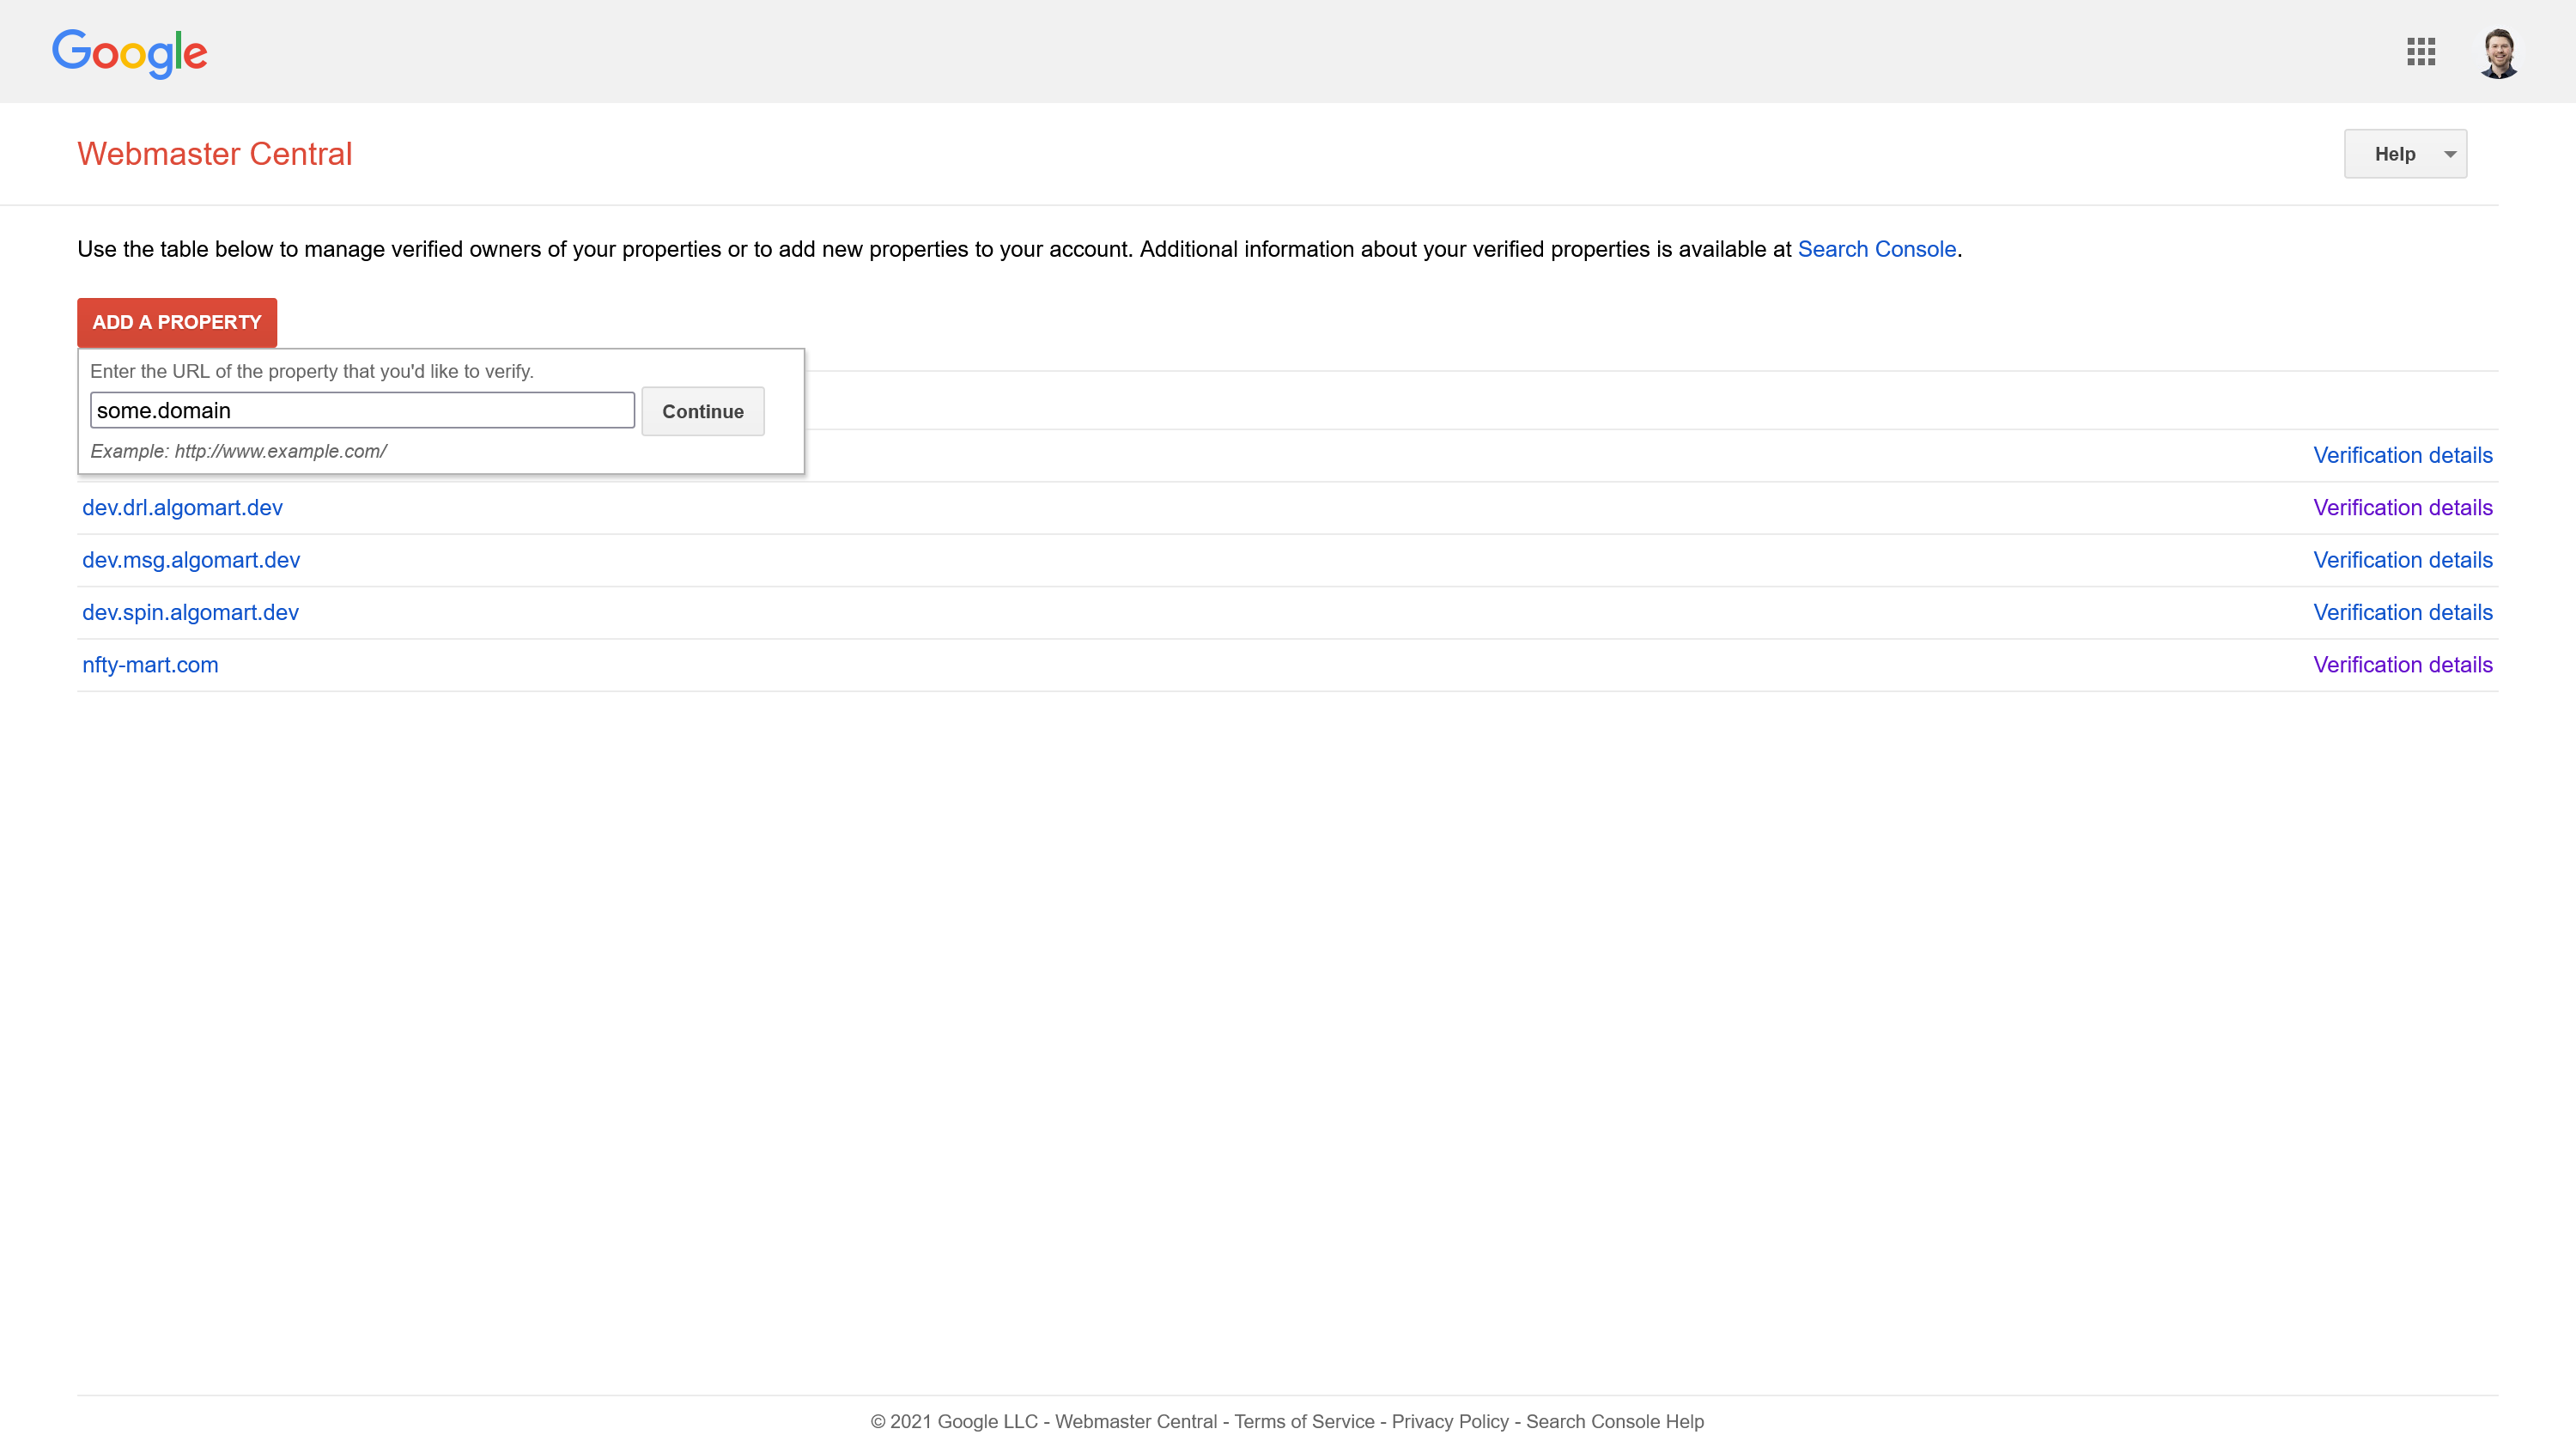 Google
Webmaster Central
Help
Use the table below to manage verified owners of your properties or to add new properties to your account. Additional information about your verified properties is available at Search Console.
ADD A PROPERTY
Enter the URL of the property that you'd like to verify.
some.domain
Continue
Example: http://www.example.com/
Verification details
dev.drl.algomart.dev Verification details
dev.msg.algomart.dev Verification details
dev.spin.algomart.dev Verification details
nfty-mart.com Verification details
© 2021 Google LLC - Webmaster Central - Terms of Service - Privacy Policy - Search Console Help